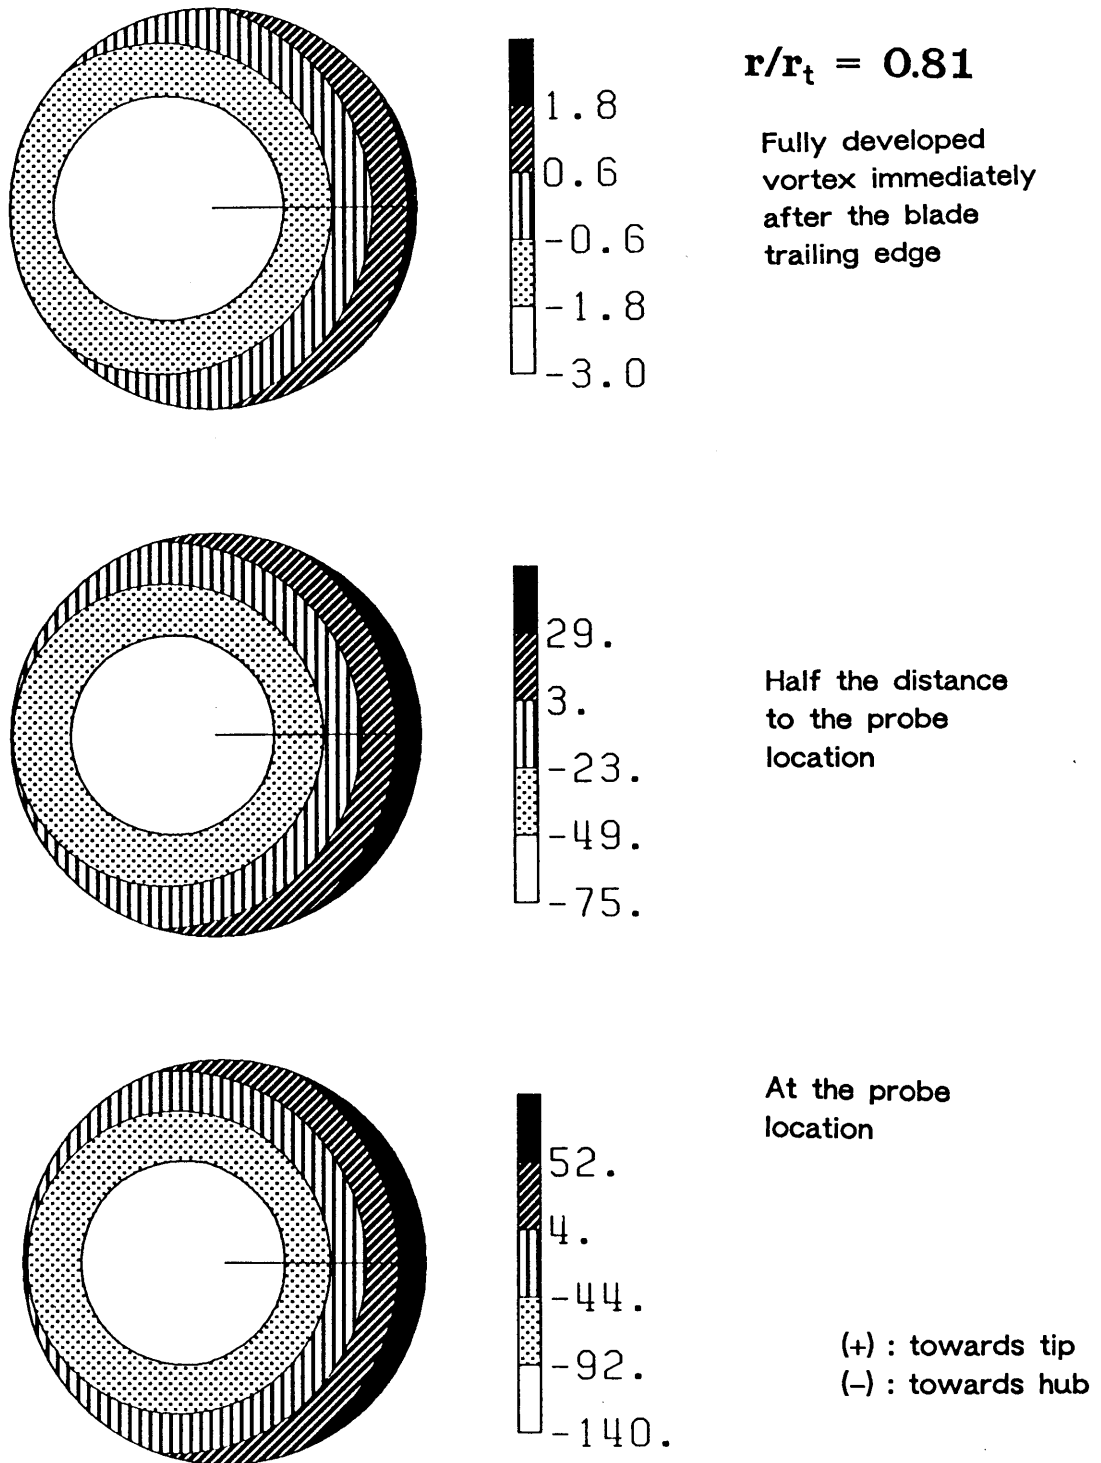 r/rt = 0.81
1.8
0.6
-0.6
-1.8
-3.0
Fully developed
vortex immediately
after the blade
trailing edge
29.
3.
-23.
-49.
-75.
Half the distance
to the probe
location
52.
4.
-44.
-92.
-140.
At the probe
location
(+) : towards tip
(-) : towards hub